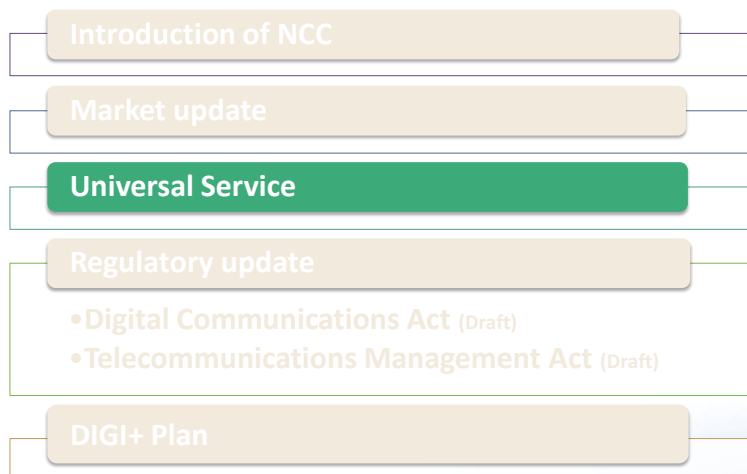 Introduction of NCC
Market update
Universal Service
Regulatory update
•Digital Communications Act (Draft)
•Telecommunications Management Act (Draft)
DIGI+ Plan